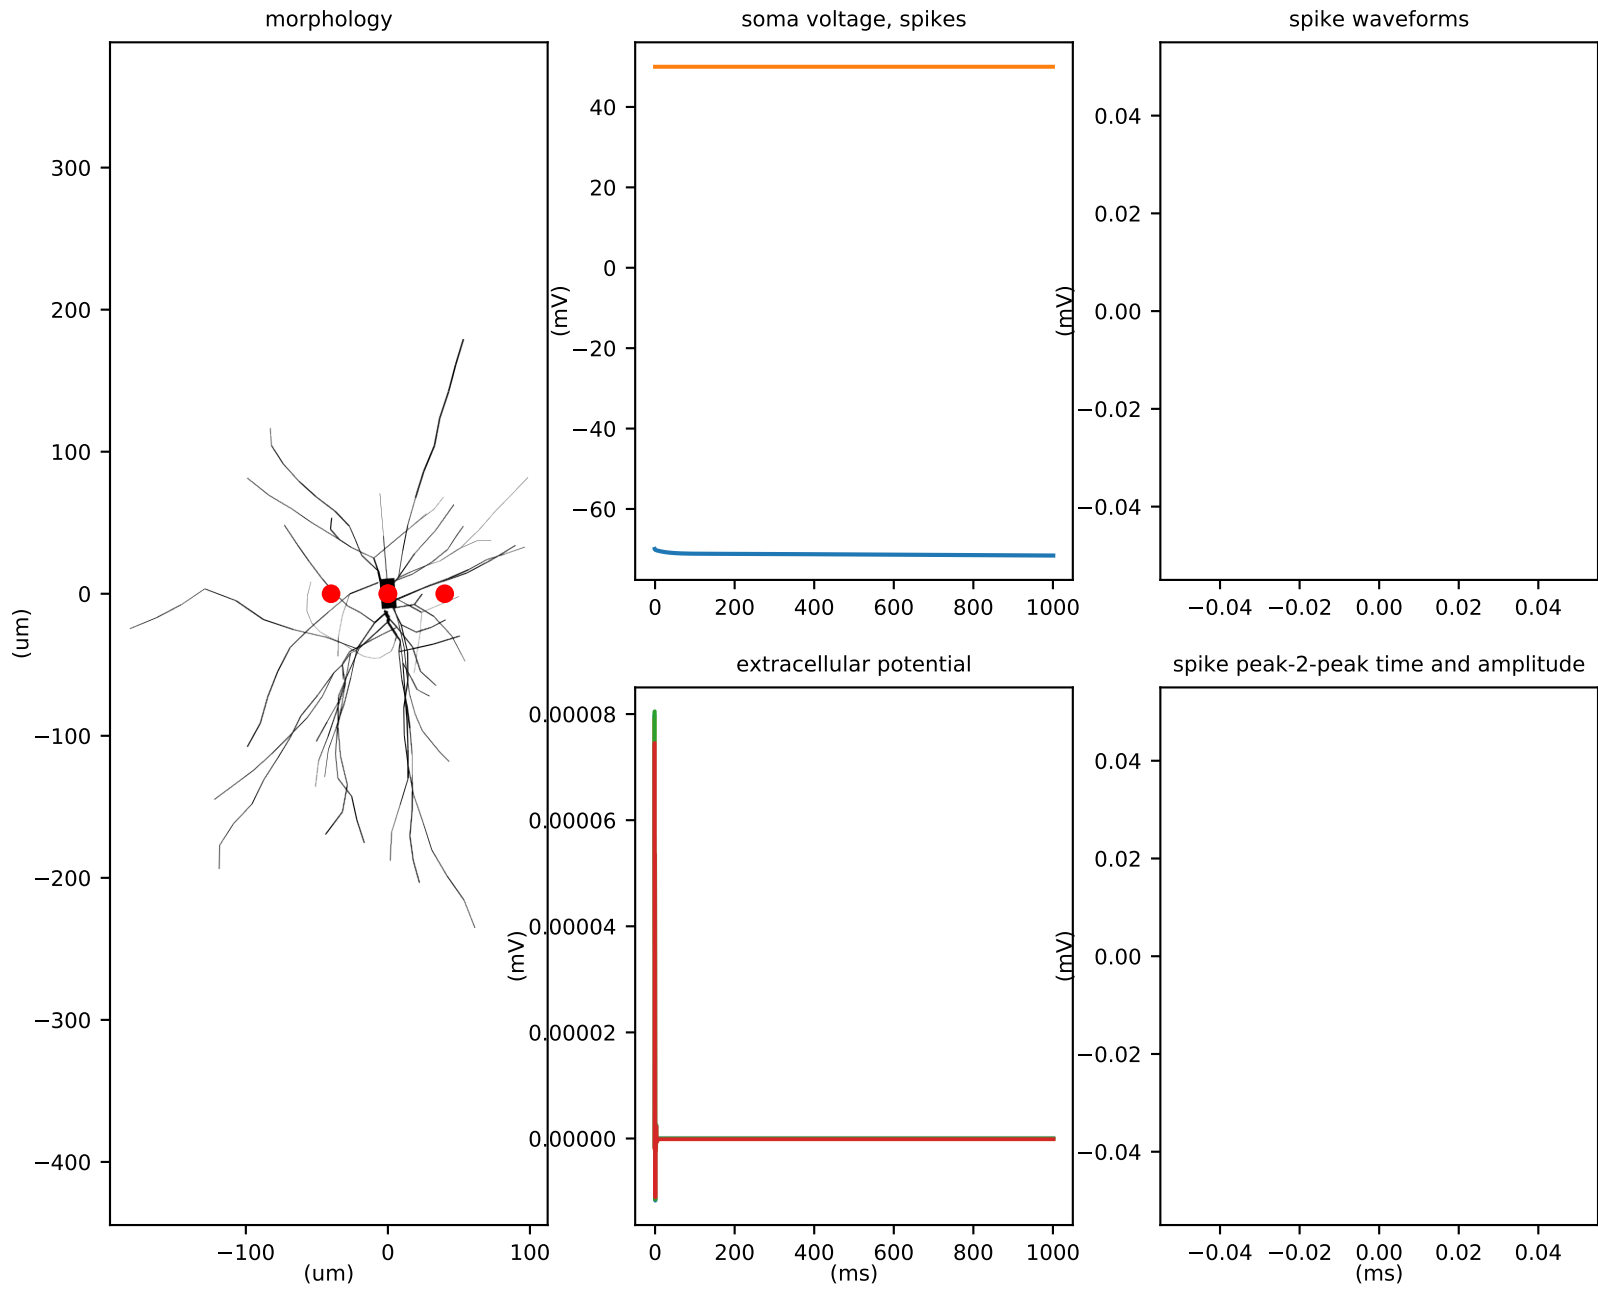 morphology
300
200
100
0
−100
−200
−300
−400
(um)
−100 0 100
(um)
soma voltage, spikes
40
20
0
−20
−40
−60
(mV)
0 200 400 600 800 1000
spike waveforms
0.04
0.02
0.00
−0.02
−0.04
(mV)
−0.04 −0.02 0.00 0.02 0.04
extracellular potential
0.00008
0.00006
0.00004
0.00002
0.00000
(mV)
0 200 400 600 800 1000
(ms)
spike peak-2-peak time and amplitude
0.04
0.02
0.00
−0.02
−0.04
(mV)
−0.04 −0.02 0.00 0.02 0.04
(ms)